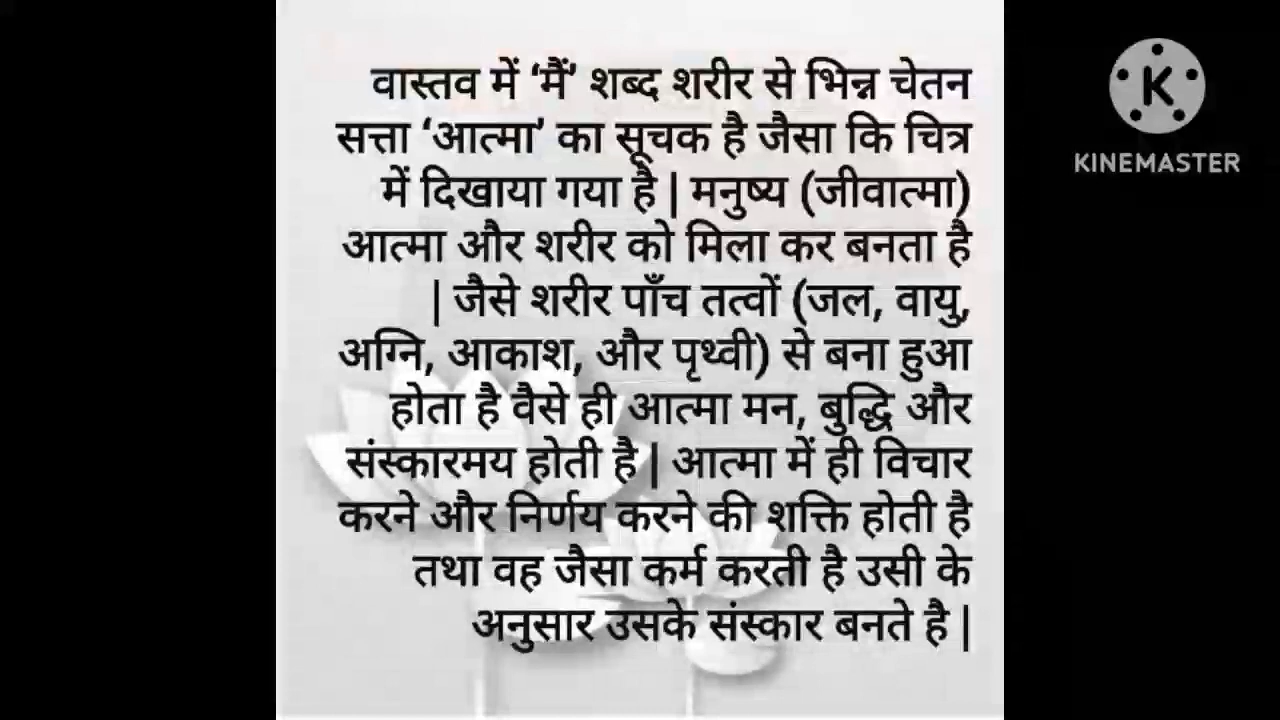 वास्तव में ‘मैं’ शब्द शरीर से भिन्न चेतन
सत्ता ‘आत्मा’ का सूचक है जैसा कि चित्र
में दिखाया गया है | मनुष्य (जीवात्मा)
आत्मा और शरीर को मिला कर बनता है
| जैसे शरीर पाँच तत्वों (जल, वायु,
अग्नि, आकाश, और पृथ्वी) से बना हुआ
होता है वैसे ही आत्मा मन, बुद्धि और
संस्कारमय होती है | आत्मा में ही विचार
करने और निर्णय करने की शक्ति होती है
तथा वह जैसा कर्म करती है उसी के
अनुसार उसके संस्कार बनते है |
K
KINEMASTER